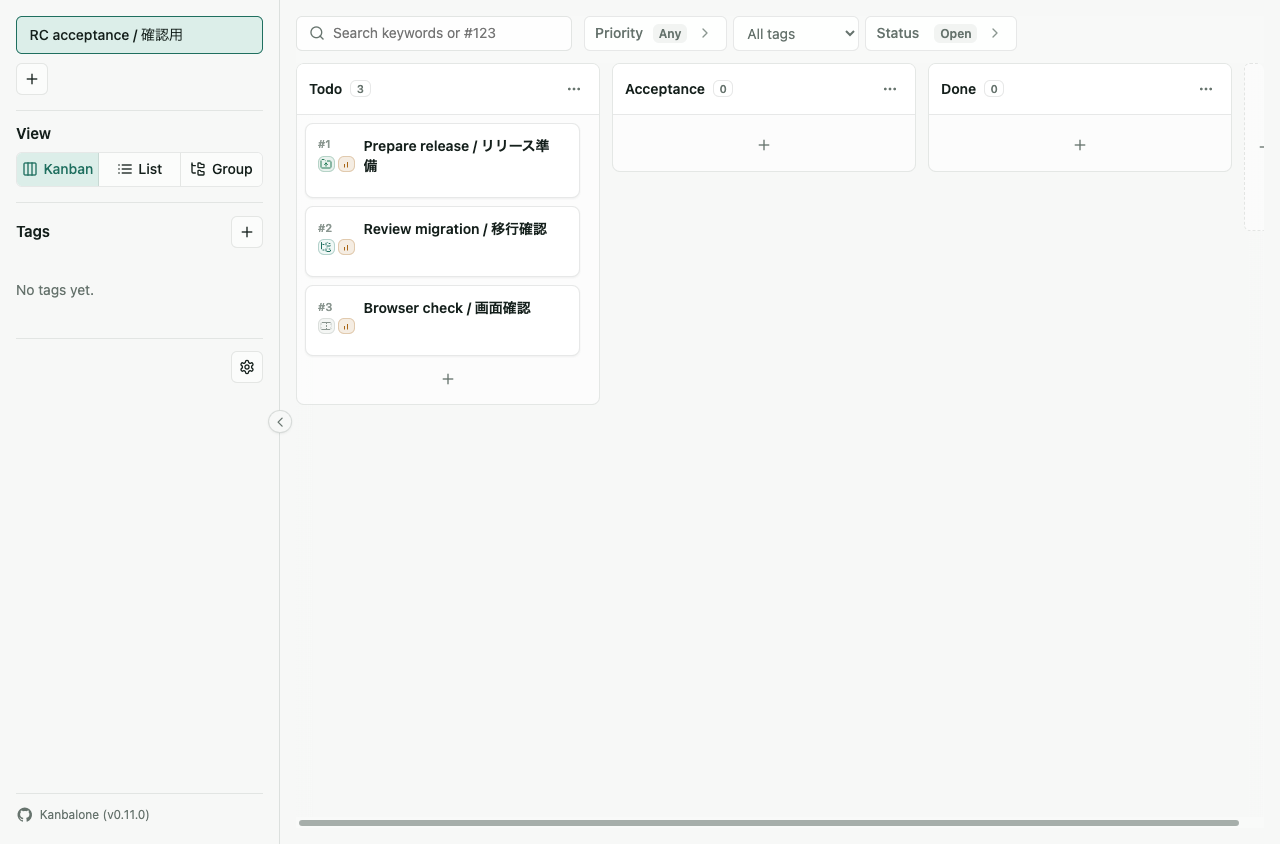 RC acceptance / 確認用
View
Kanban
List
Group
Tags
No tags yet.
Kanbalone (v0.11.0)
Search keywords or #123
Priority Any
All tags
Status Open
Todo 3
#1
Prepare release / リリース準
備
#2
Review migration / 移行確認
#3
Browser check / 画面確認
Acceptance 0
Done 0